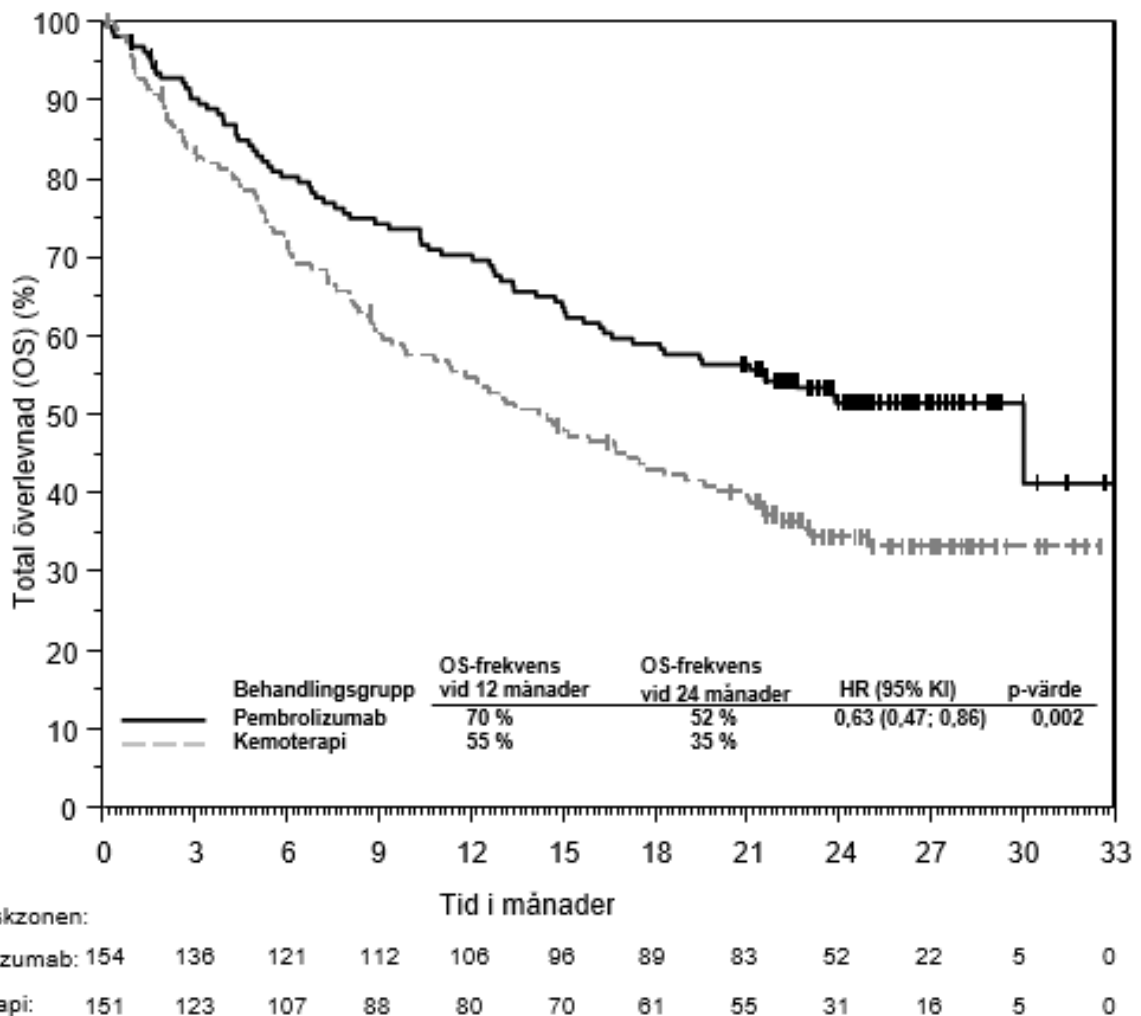 100
90
80
70
60
50
40
30
20
10
0
Total överlevnad (OS) (%)
OS-frekvens OS-frekvens
Behandlingsgrupp vid 12 månader vid 24 månader HR (95% KI) p-värde
Pembrolizumab 70 % 52 % 0,63 (0,47; 0,86) 0,002
Kemoterapi 55 % 35 %
0 3 6 9 12 15 18 21 24 27 30 33
Tid i månader
skzonen:
zumab: 154 136 121 112 106 96 89 83 52 22 5 0
api: 151 123 107 88 80 70 61 55 31 16 5 0